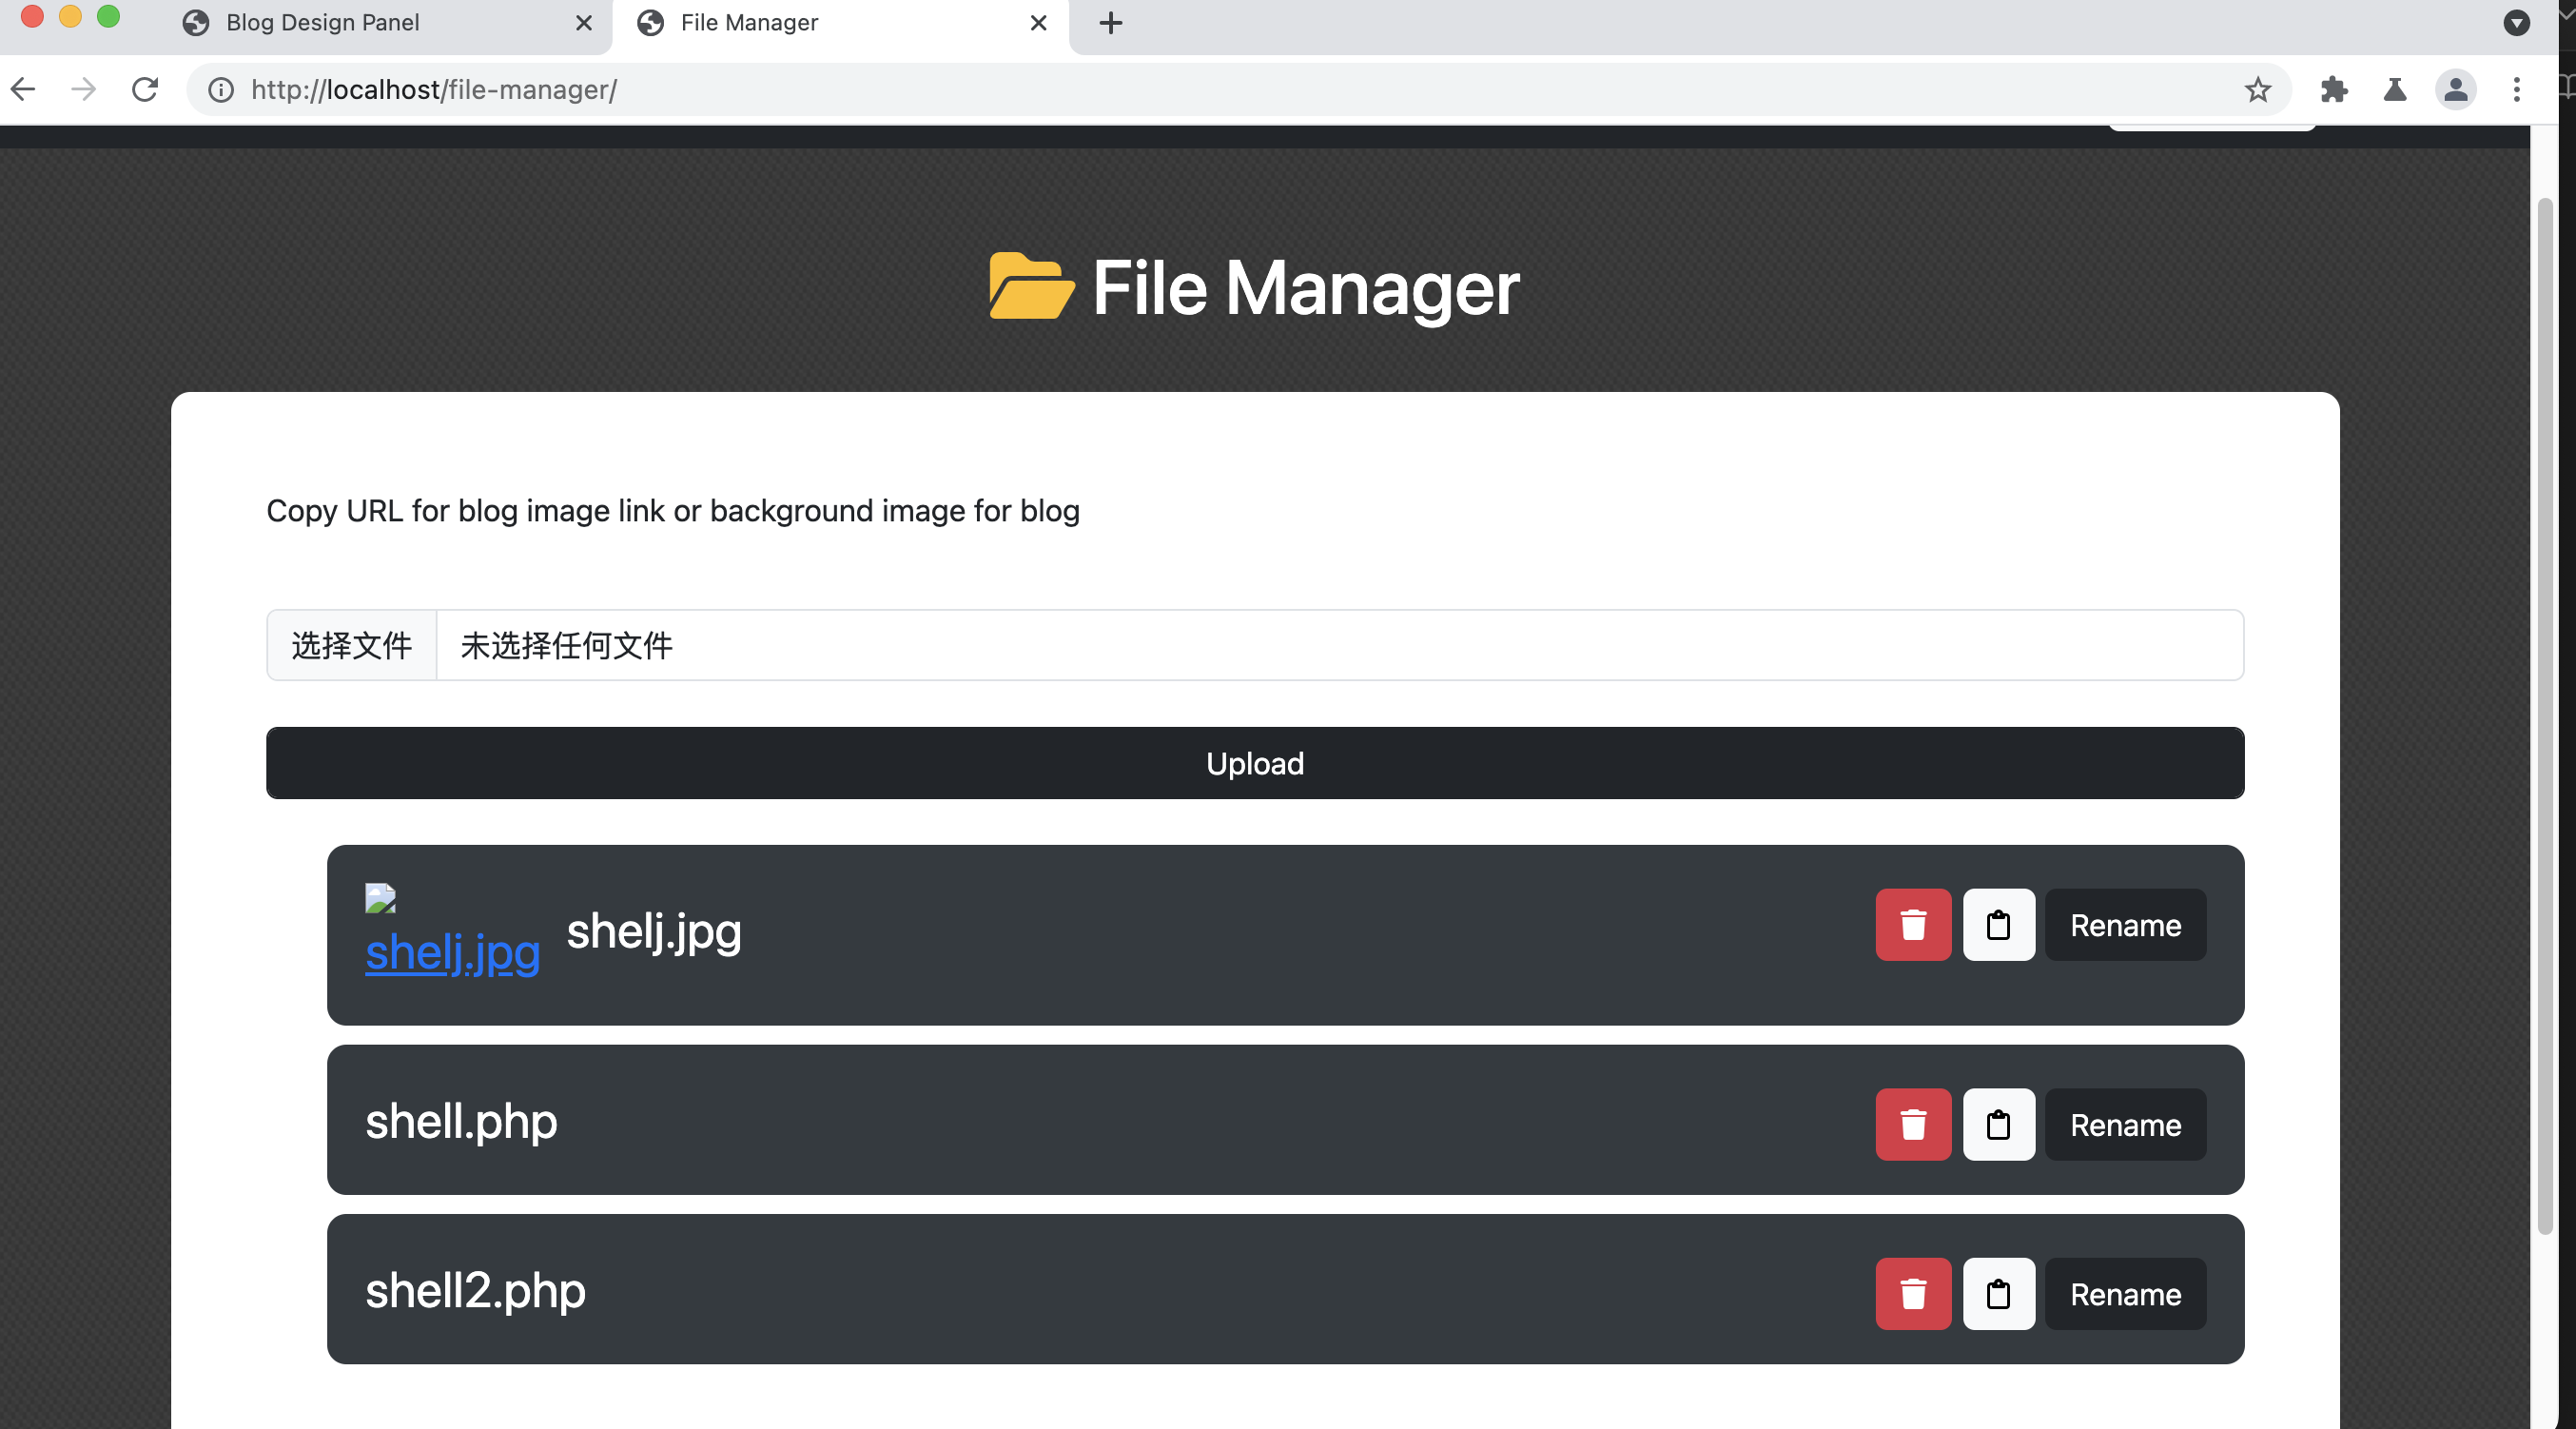 Blog Design Panel
File Manager
http://localhost/file-manager/
File Manager
Copy URL for blog image link or background image for blog
选择文件 未选择任何文件
Upload
shelj.jpg shelj.jpg Rename
shell.php Rename
shell2.php Rename